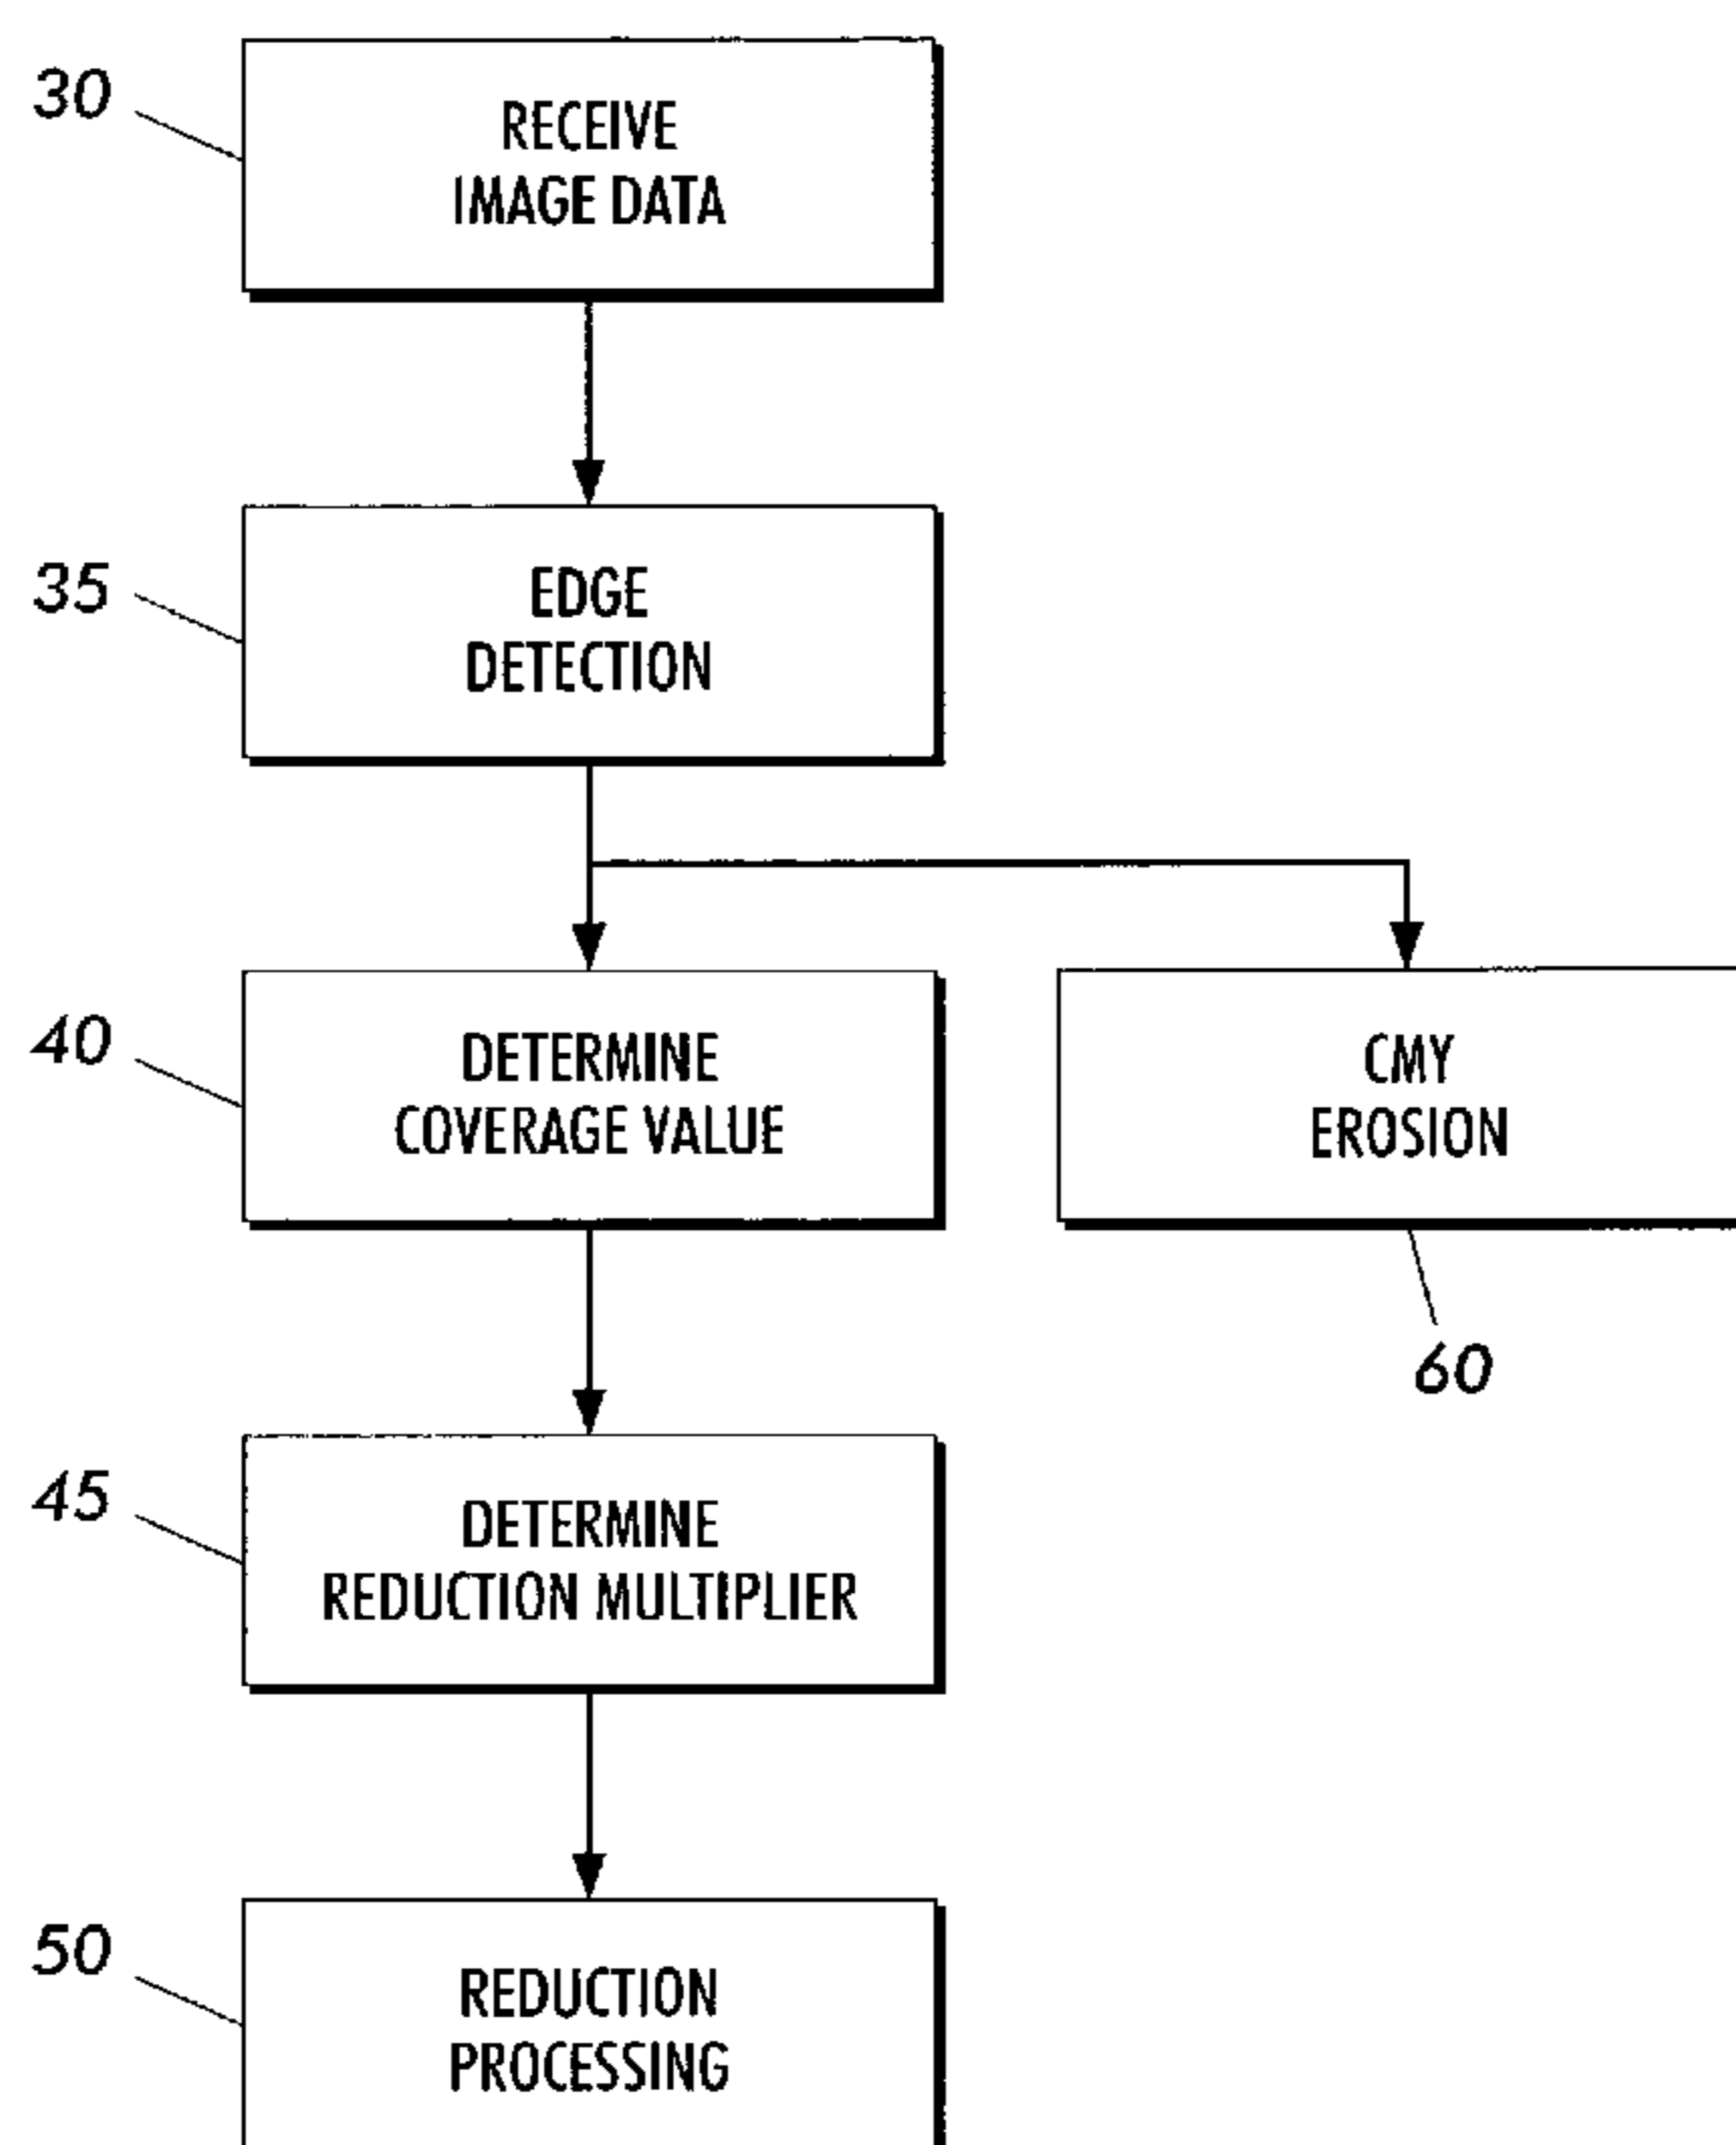 30
RECEIVE
IMAGE DATA
35
EDGE
DETECTION
40
DETERMINE
COVERAGE VALUE
CMY
EROSION
60
45
DETERMINE
REDUCTION MULTIPLIER
50
REDUCTION
PROCESSING